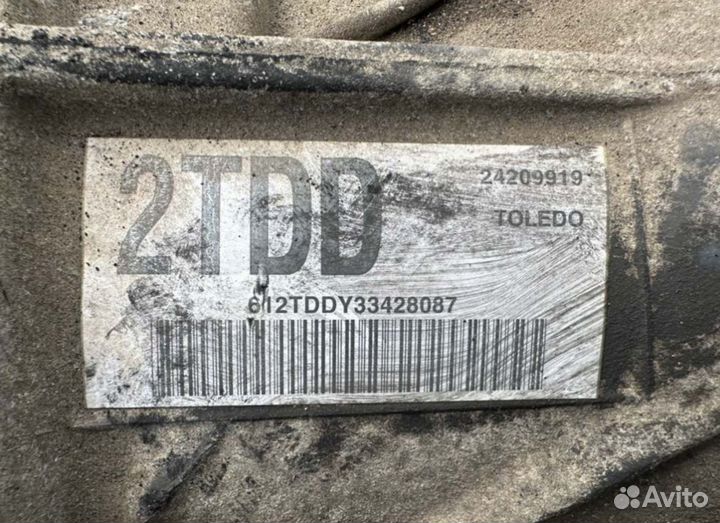 2TDD
24209919
TOLEDO
612TDDY33428087
Avito